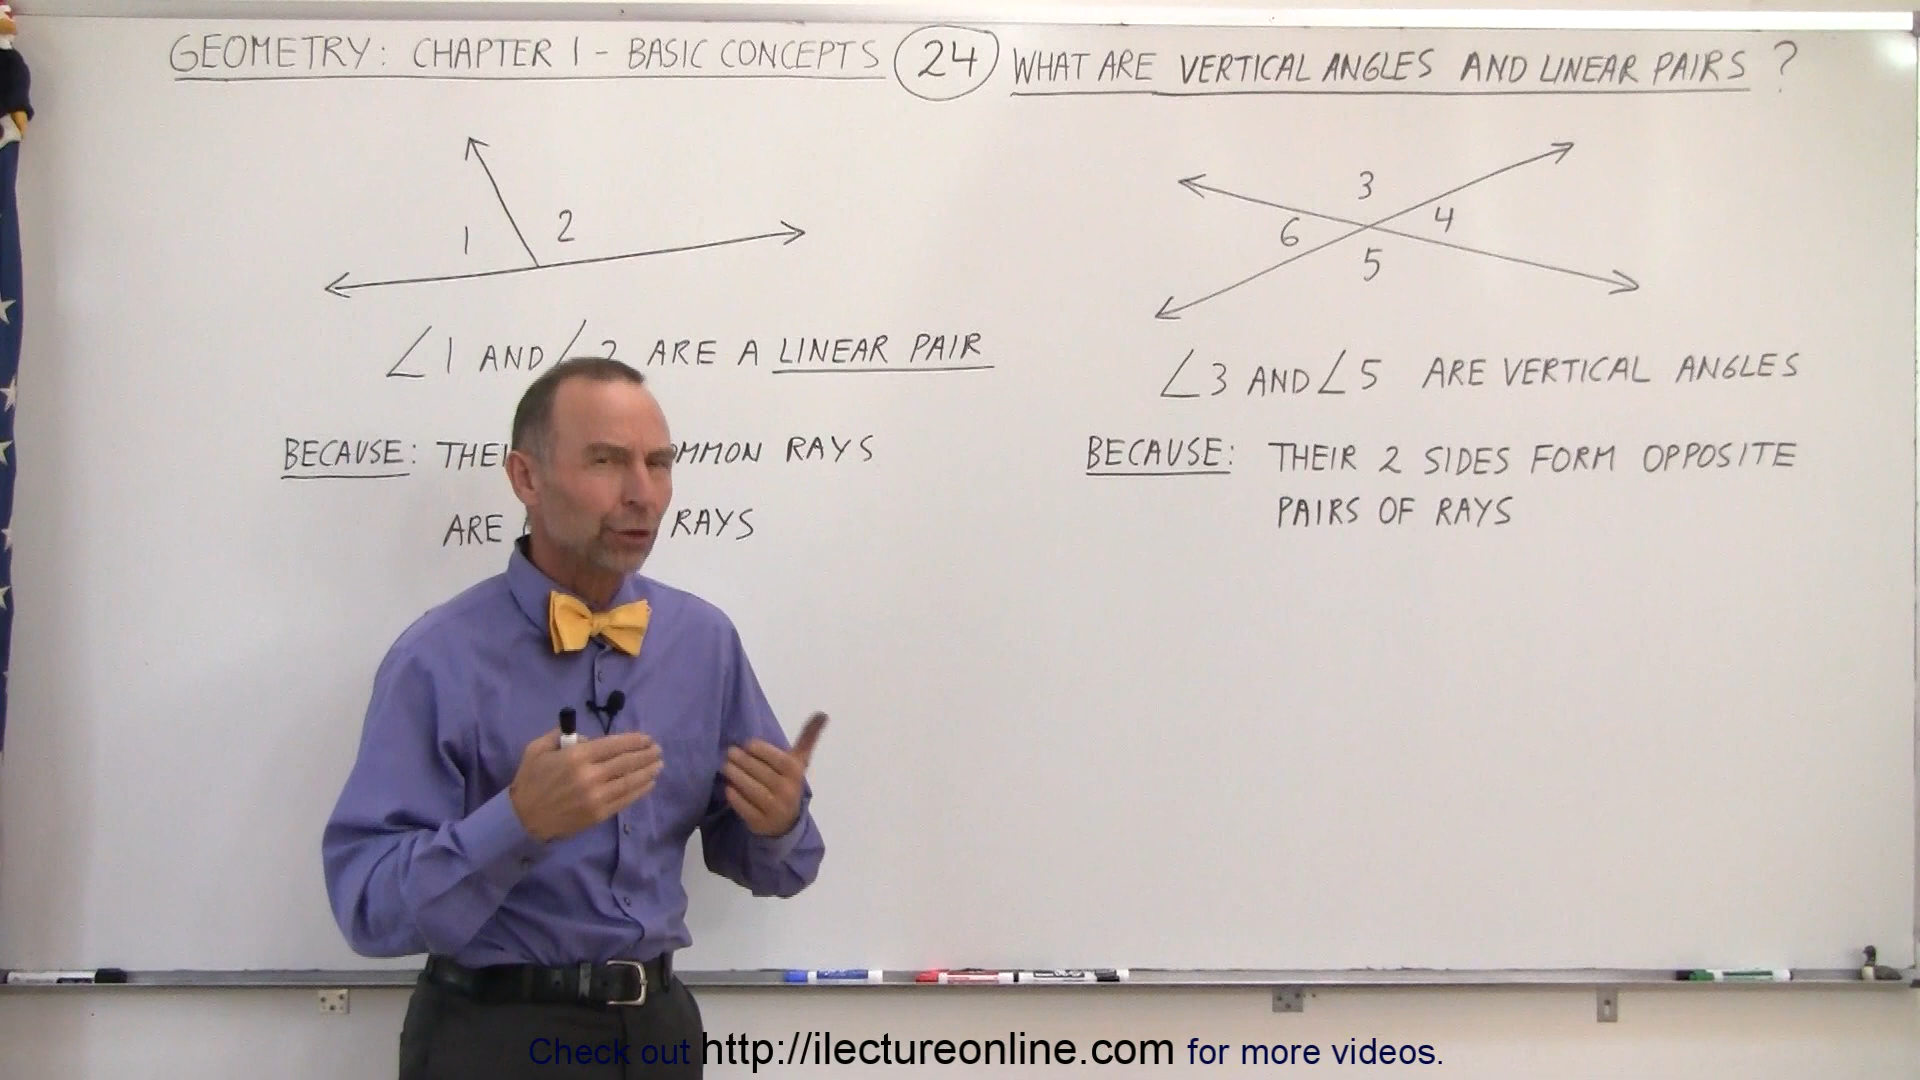 GEOMETRY: CHAPTER 1 - BASIC CONCEPTS 24 WHAT ARE VERTICAL ANGLES AND LINEAR PAIRS ?
1 2
3
6 4
5
∠1 AND ∠2 ARE A LINEAR PAIR
BECAUSE: RAYS
ARE RAYS
∠3 AND ∠5 ARE VERTICAL ANGLES
BECAUSE: THEIR 2 SIDES FORM OPPOSITE
PAIRS OF RAYS
Check out http://ilectureonline.com for more videos.